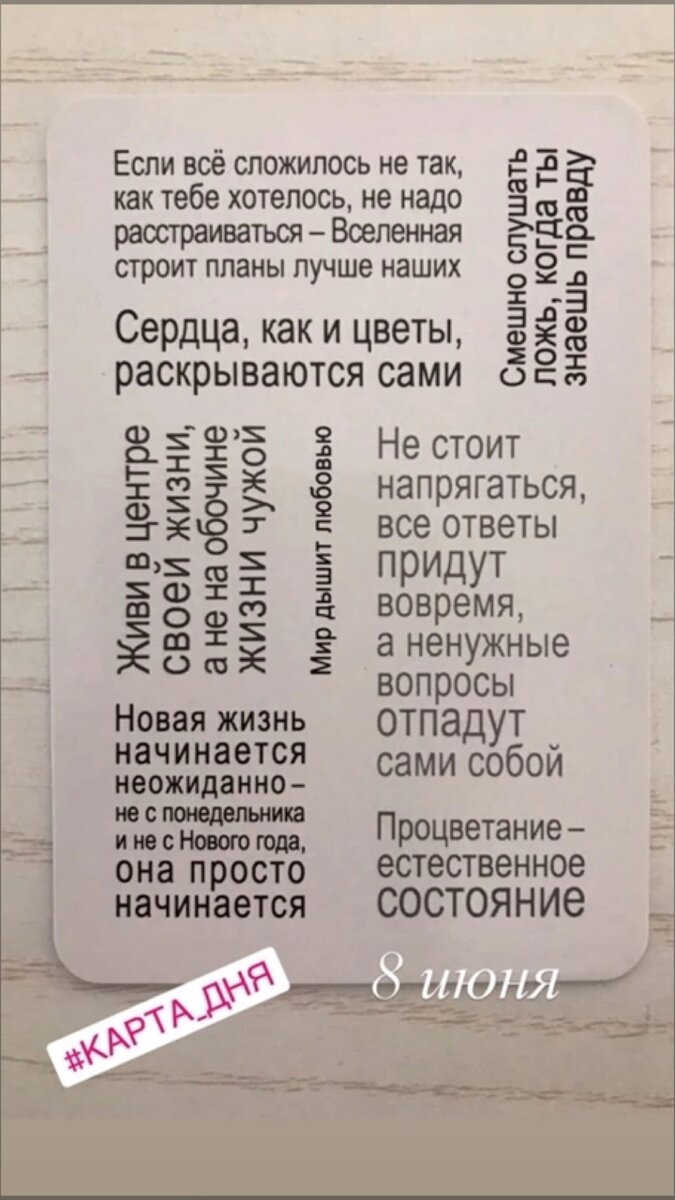 Если всё сложилось не так,
как тебе хотелось, не надо
расстраиваться – Вселенная
строит планы лучше наших
Смешно слушать
ложь, когда ты
знаешь правду
Сердца, как и цветы,
раскрываются сами
Живи в центре
своей жизни,
а не на обочине
жизни чужой
Мир дышит любовью
Не стоит
напрягаться,
все ответы
придут
вовремя,
а ненужные
вопросы
отпадут
сами собой
Новая жизнь
начинается
неожиданно –
не с понедельника
и не с Нового года,
она просто
начинается
Процветание –
естественное
состояние
#КАРТА_ДНЯ
8 июня